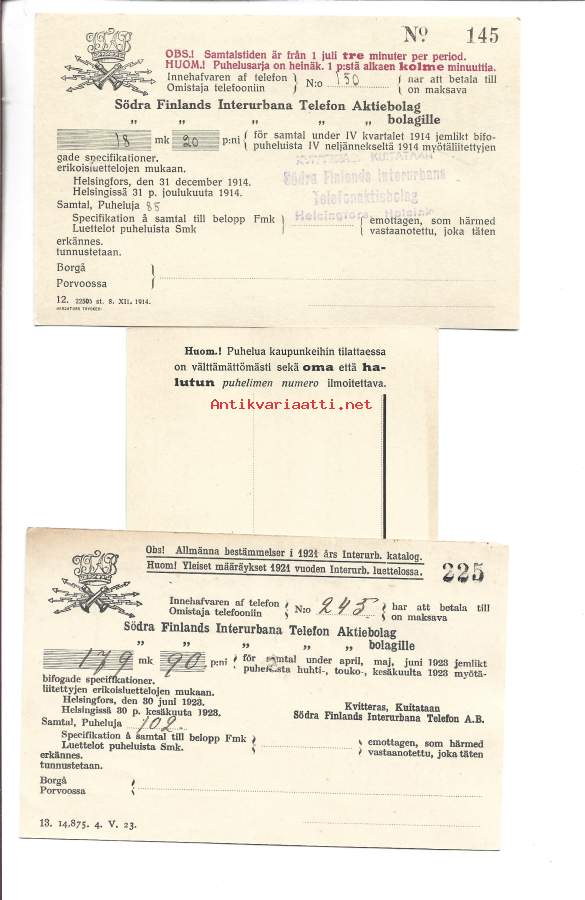 Nº 145
OBS.! Samtalstiden är från 1 juli tre minuter per period.
HUOM.! Puhelusarja on heinäk. 1 p:stä alkaen kolme minuuttia.
Innehafvaren af telefon } N:o 150 { har att betala till
Omistaja telefooniin on maksava
Södra Finlands Interurbana Telefon Aktiebolag
„ „ „ „ „ bolagille
18 mk 20 p:ni { för samtal under IV kvartalet 1914 jemlikt bifo-
puheluista IV neljännekseltä 1914 myötäliitettyjen
gade specifikationer.
erikoisluettelojen mukaan.
KVITTERAS KUITATAAN
Helsingfors, den 31 december 1914.
Södra Finlands Interurbana
Helsingissä 31 p. joulukuuta 1914.
Telefonaktiebolag
Samtal, Puheluja 85
Helsingfors, Helsinki
Specifikation å samtal till belopp Fmk { } emottagen, som härmed
Luettelot puheluista Smk vastaanotettu, joka täten
erkännes.
tunnustetaan.
Borgå }
Porvoossa
12. 22505 st. 8. XII. 1914.
Huom.! Puhelua kaupunkeihin tilattaessa
on välttämättömästi sekä oma että ha-
lutun puhelimen numero ilmoitettava.
Antikvariaatti.net
Obs! Allmänna bestämmelser i 1921 års Interurb. katalog.
Huom! Yleiset määräykset 1921 vuoden Interurb. luettelossa.
225
Innehafvaren af telefon } N:o 245 { har att betala till
Omistaja telefooniin on maksava
Södra Finlands Interurbana Telefon Aktiebolag
„ „ „ „ „ bolagille
179 mk 90 p:ni { för samtal under april, maj, juni 1923 jemlikt
puheluista huhti-, touko-, kesäkuulta 1923 myötä-
bifogade specifikationer.
liitettyjen erikoisluettelojen mukaan.
Helsingfors, den 30 juni 1923.
Kvitteras, Kuitataan
Helsingissä 30 p. kesäkuuta 1923.
Södra Finlands Interurbana Telefon A.B.
Samtal, Puheluja 102
Specifikation å samtal till belopp Fmk { } emottagen, som härmed
Luettelot puheluista Smk. vastaanotettu, joka täten
erkännes.
tunnustetaan.
Borgå }
Porvoossa
13. 14,875. 4. V. 23.